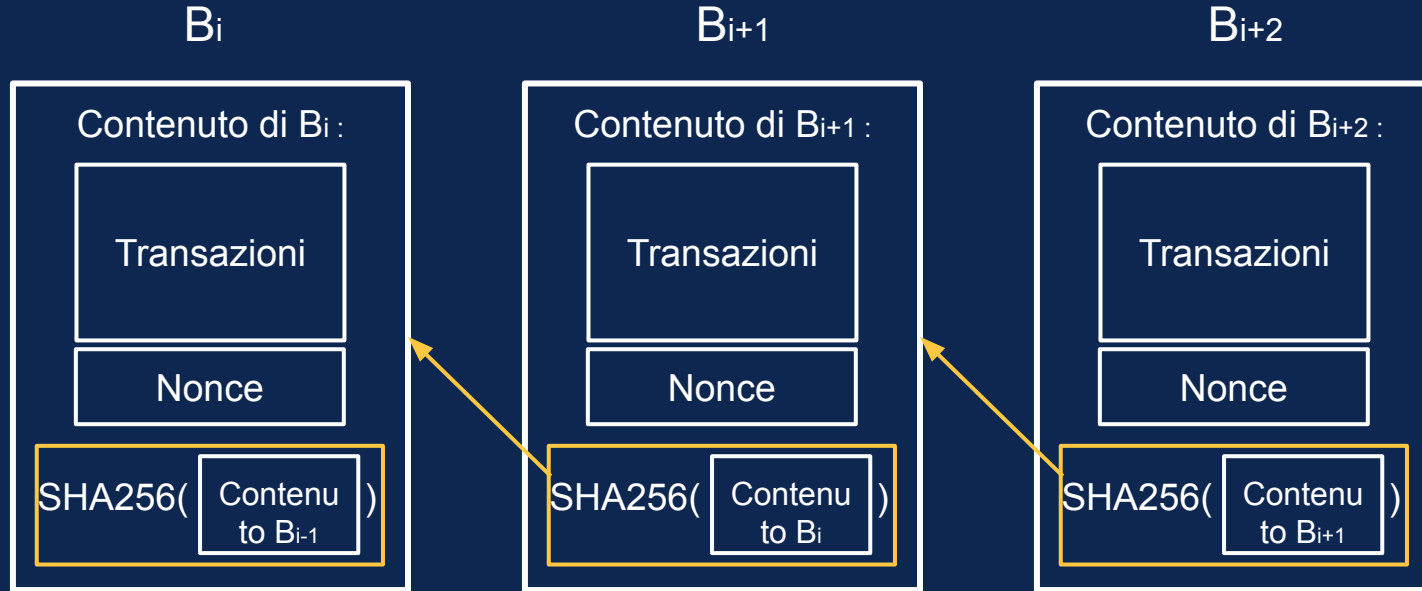 Bi
Bi+1
Bi+2
Contenuto di Bi :
Transazioni
Nonce
SHA256( Contenu
to Bi-1 )
Contenuto di Bi+1 :
Transazioni
Nonce
SHA256( Contenu
to Bi )
Contenuto di Bi+2 :
Transazioni
Nonce
SHA256( Contenu
to Bi+1 )